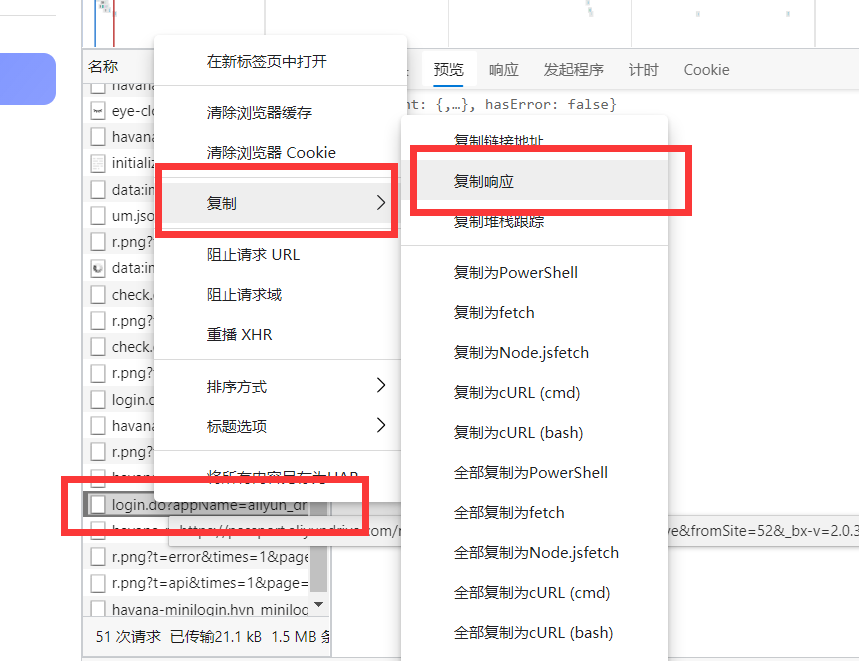 名称
预览
响应
发起程序
计时
Cookie
nt: {,…}, hasError: false}
havana
eye-clo
havana
initializ
data:im
um.jso
r.png?
data:im
check.
r.png?
check.
r.png?
login.d
havana
r.png?
login.do?appName=aliyun_dr
r.png?t=error&times=1&page
r.png?t=api&times=1&page=
havana-minilogin.hvn_minilog
51 次请求 已传输21.1 kB 1.5 MB 条
在新标签页中打开
清除浏览器缓存
清除浏览器 Cookie
复制
阻止请求 URL
阻止请求域
重播 XHR
排序方式
标题选项
将所有内容另存为HAR
复制链接地址
复制响应
复制堆栈跟踪
复制为PowerShell
复制为fetch
复制为Node.jsfetch
复制为cURL (cmd)
复制为cURL (bash)
全部复制为PowerShell
全部复制为fetch
全部复制为Node.jsfetch
全部复制为cURL (cmd)
全部复制为cURL (bash)
https://passport.aliyundrive.com/
ve&fromSite=52&_bx-v=2.0.3